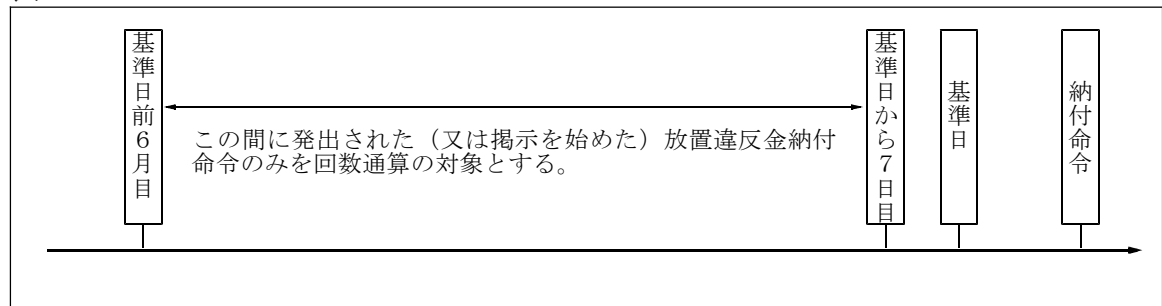 基準日前6月目
この間に発出された（又は掲示を始めた）放置違反金納付
命令のみを回数通算の対象とする。
基準日から7日目
基準日
納付命令